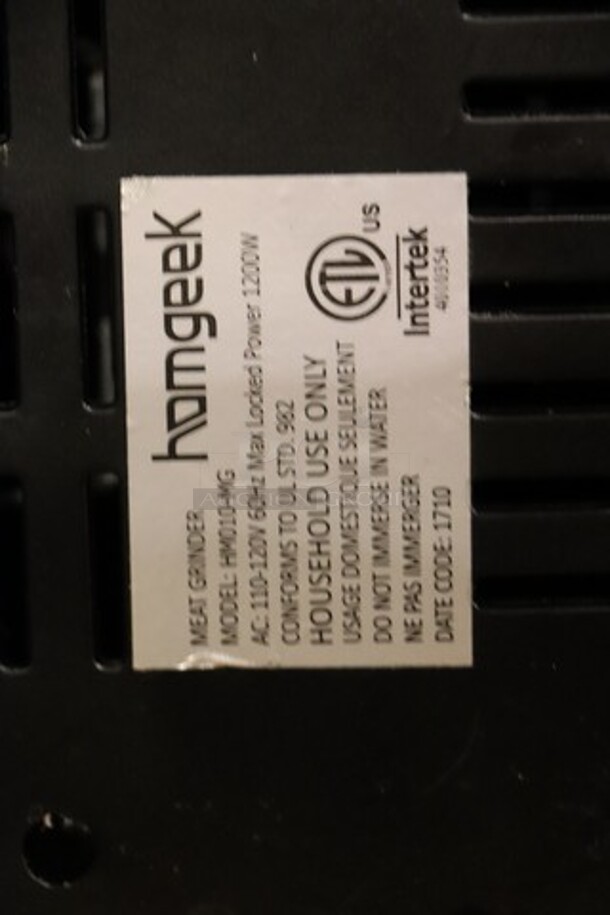 homgeek
MEAT GRINDER
MODEL: HM010-MG
AC: 110-120V 60Hz Max Locked Power 1200W
CONFORMS TO UL STD. 982
HOUSEHOLD USE ONLY
USAGE DOMESTIQUE SEULEMENT
DO NOT IMMERSE IN WATER
NE PAS IMMERGER
DATE CODE: 1710
ETL
US
Intertek